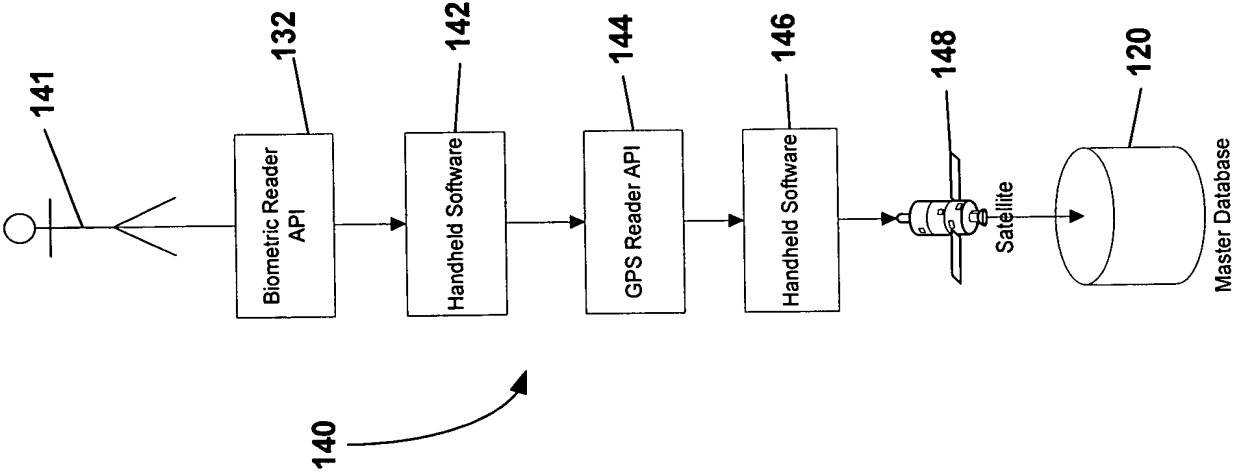 141
132
Biometric Reader
API
142
Handheld Software
144
GPS Reader API
146
Handheld Software
148
Satellite
120
Master Database
140